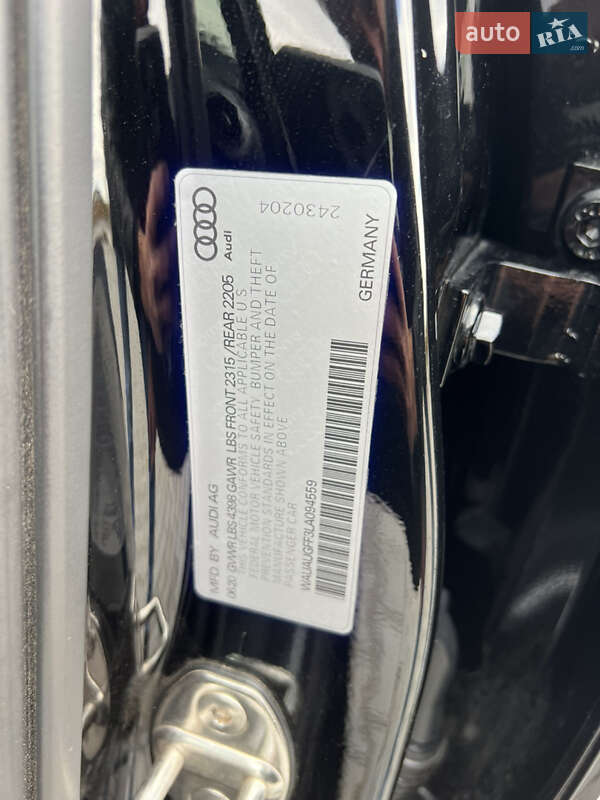 auto RIA
.com
Audi
2430204
MFD BY AUDI AG
GERMANY
06.20 GVWR LBS 4398 GAWR LBS FRONT 2315/REAR 2205
THIS VEHICLE CONFORMS TO ALL APPLICABLE U S
FEDERAL MOTOR VEHICLE SAFETY, BUMPER AND THEFT
PREVENTION STANDARDS IN EFFECT ON THE DATE OF
MANUFACTURE SHOWN ABOVE
PASSENGER CAR
WAUAUGFF3LA094559